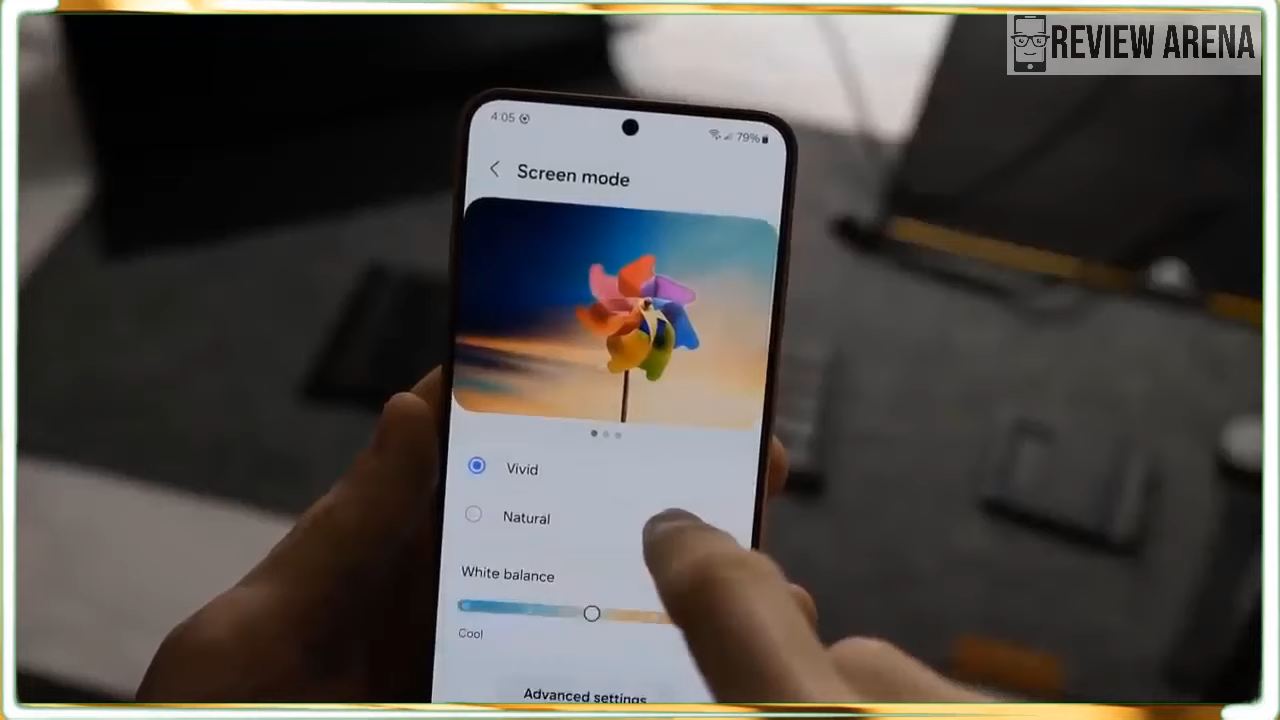 REVIEW ARENA
4:05
79%
Screen mode
Vivid
Natural
White balance
Cool
Advanced settings